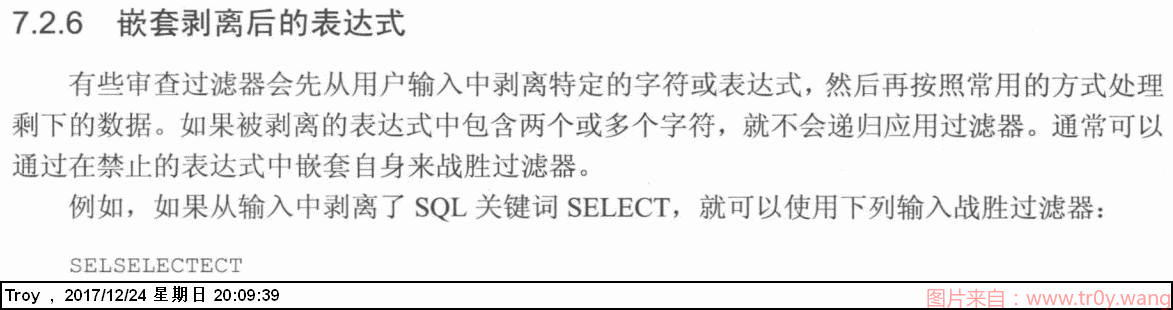 7.2.6 嵌套剥离后的表达式
有些审查过滤器会先从用户输入中剥离特定的字符或表达式，然后再按照常用的方式处理
剩下的数据。如果被剥离的表达式中包含两个或多个字符，就不会递归应用过滤器。通常可以
通过在禁止的表达式中嵌套自身来战胜过滤器。
例如，如果从输入中剥离了 SQL 关键词 SELECT，就可以使用下列输入战胜过滤器：
SELSELECTECT
Troy , 2017/12/24 星期日 20:09:39
图片来自：www.tr0y.wang